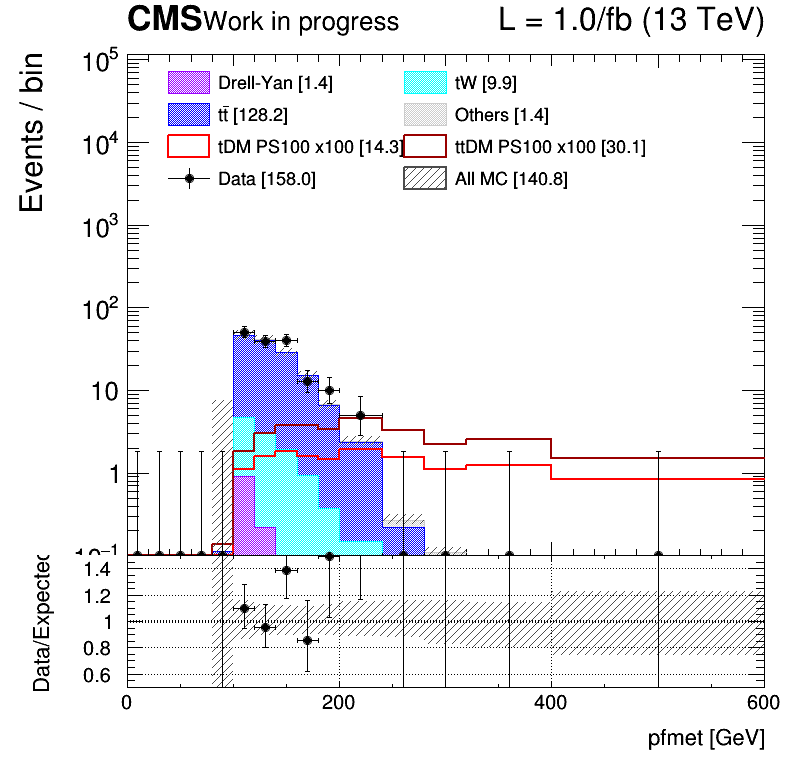 CMS Work in progress L = 1.0/fb (13 TeV)
Events / bin
10^5
10^4
10^3
10^2
10
1
10^-1
Drell-Yan [1.4] tW [9.9]
tt̄ [128.2] Others [1.4]
tDM PS100 x100 [14.3] ttDM PS100 x100 [30.1]
Data [158.0] All MC [140.8]
Data/Expected
1.4
1.2
1
0.8
0.6
0 200 400 600
pfmet [GeV]